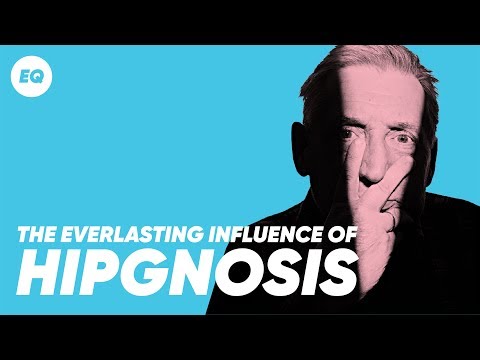 EQ
THE EVERLASTING INFLUENCE OF
HIPGNOSIS